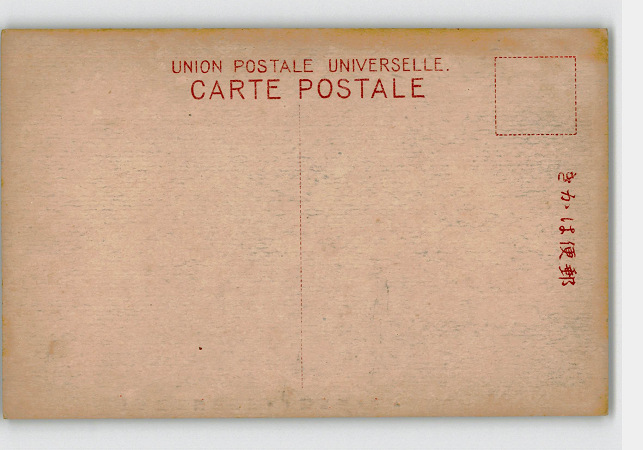 UNION POSTALE UNIVERSELLE.
CARTE POSTALE
郵便はかき